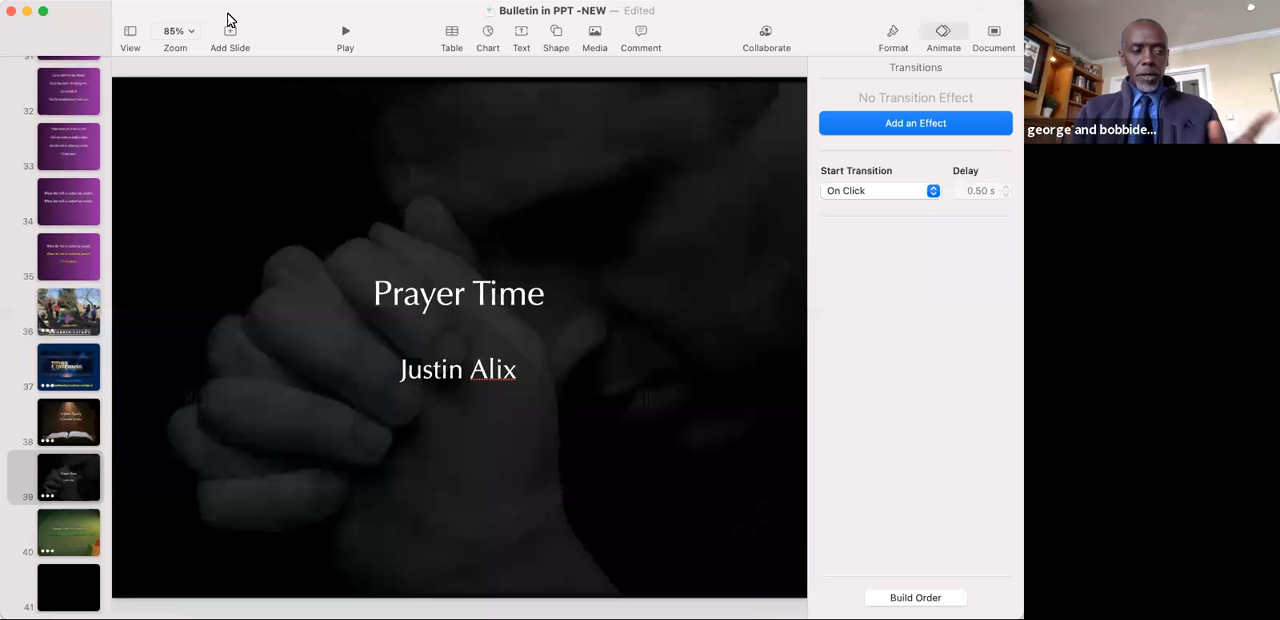 Bulletin in PPT -NEW — Edited
85%
View
Zoom
Add Slide
Play
Table
Chart
Text
Shape
Media
Comment
Collaborate
Format
Animate
Document
Transitions
No Transition Effect
Add an Effect
Start Transition
Delay
On Click
0.50 s
Build Order
george and bobbide...
32
33
34
35
36
37
38
39
40
41
Prayer Time
Justin Alix